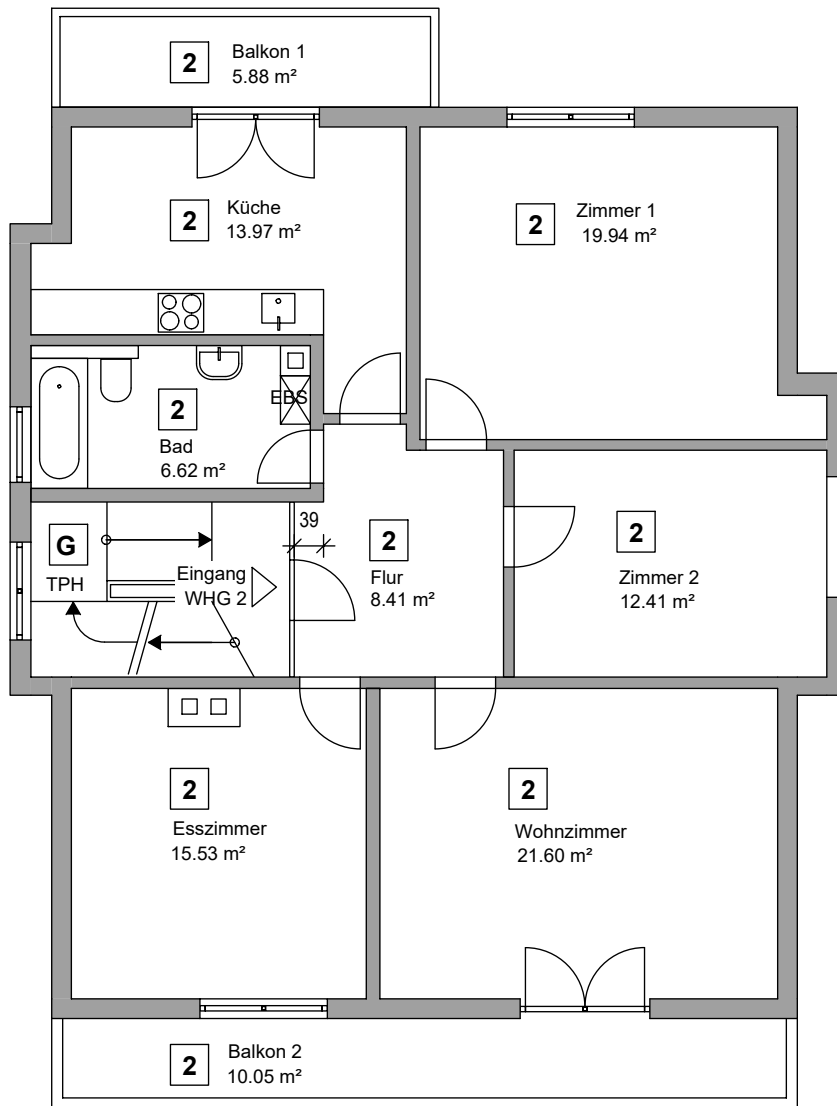 2
Balkon 1
5.88 m²
2
Küche
13.97 m²
2
Zimmer 1
19.94 m²
EBS
2
Bad
6.62 m²
G
TPH
Eingang
WHG 2
39
2
Flur
8.41 m²
2
Zimmer 2
12.41 m²
2
Esszimmer
15.53 m²
2
Wohnzimmer
21.60 m²
2
Balkon 2
10.05 m²